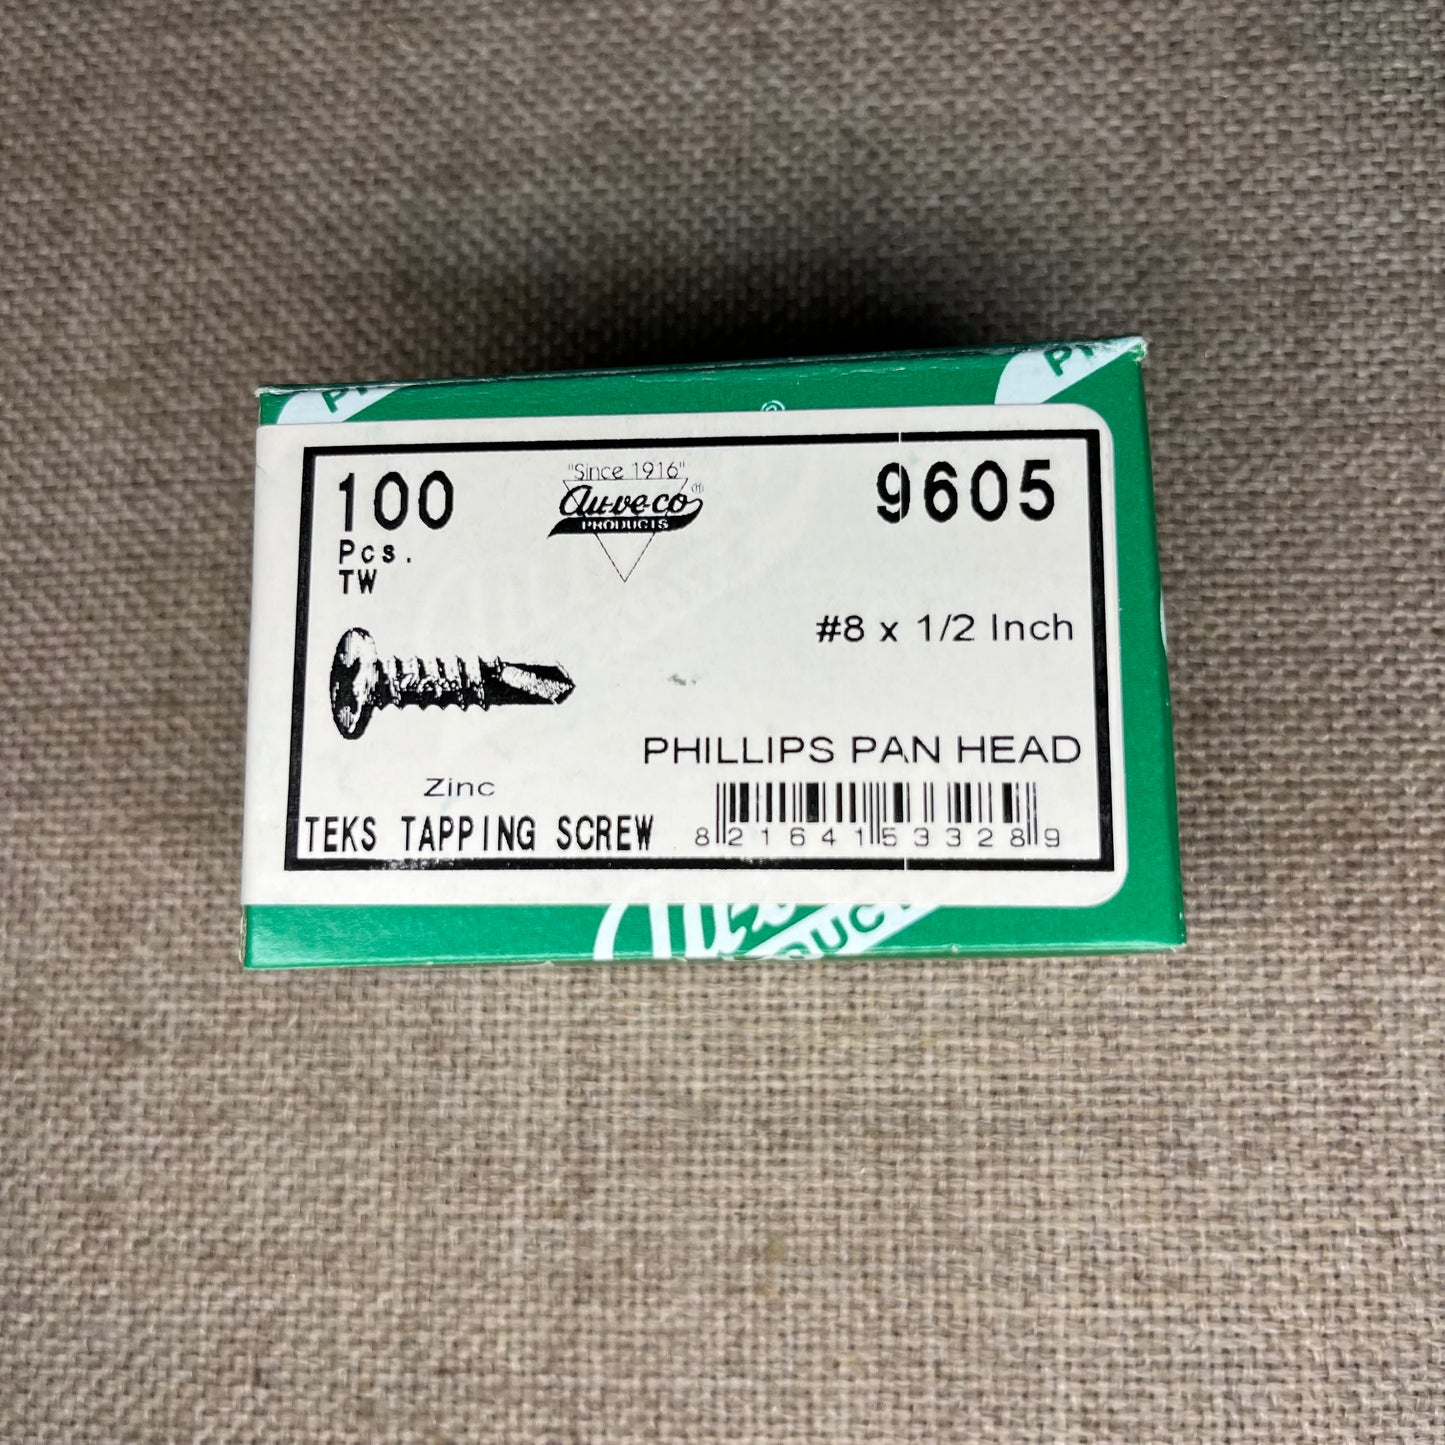 100
Pcs.
TW
"Since 1916"
Au-ve-co
PRODUCTS
9605
#8 x 1/2 Inch
PHILLIPS PAN HEAD
Zinc
TEKS TAPPING SCREW
8 21641 53328 9